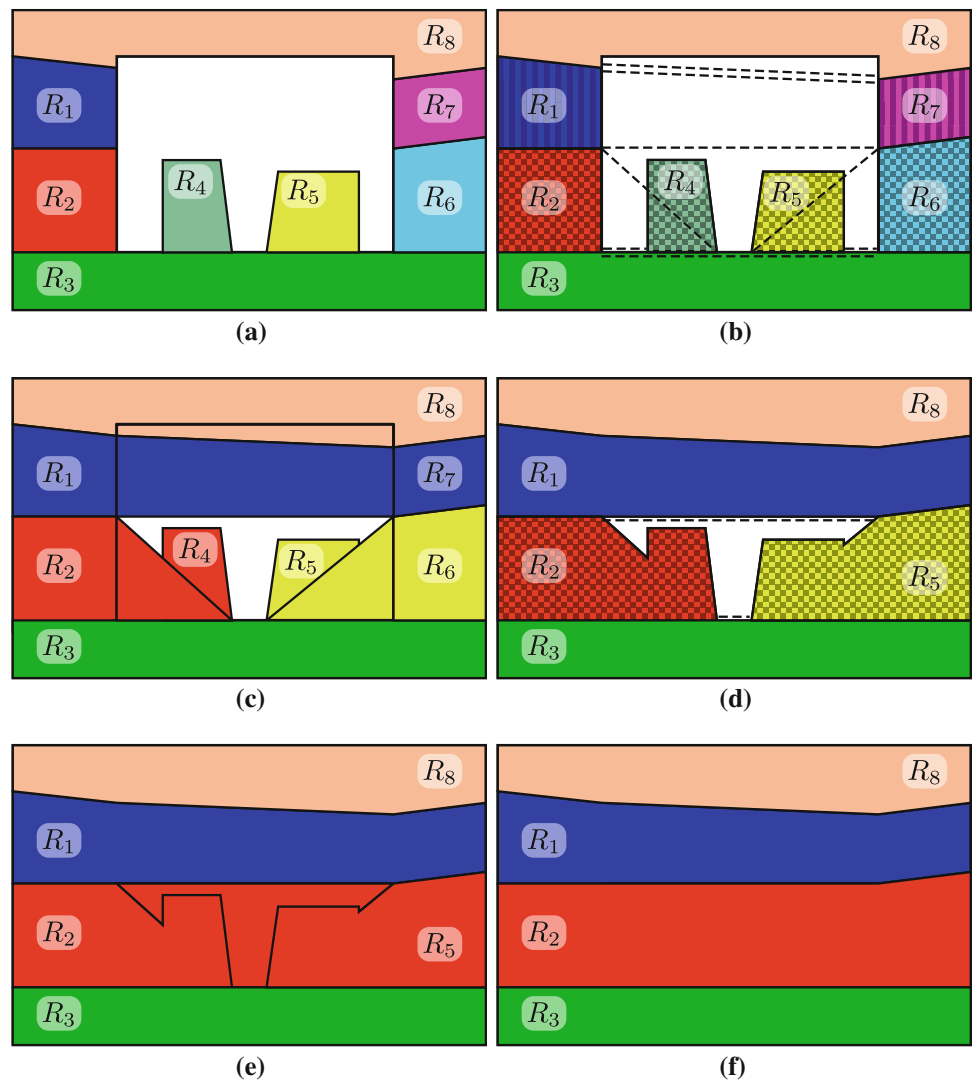 R₈ R₈
R₁ R₇ R₁ R₇
R₂ R₄ R₅ R₆ R₂ R₄ R₅ R₆
R₃ R₃
(a) (b)
R₈ R₈
R₁ R₇ R₁
R₂ R₄ R₅ R₆ R₂ R₅
R₃ R₃
(c) (d)
R₈ R₈
R₁ R₁
R₂ R₅ R₂
R₃ R₃
(e) (f)